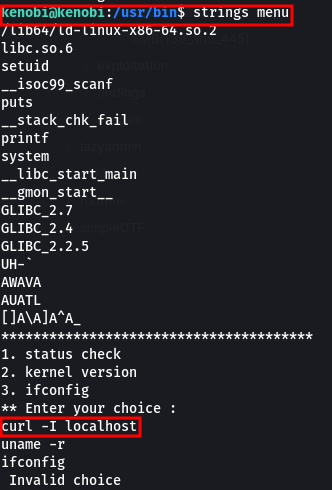 kenobi@kenobi:/usr/bin$ strings menu
/lib64/ld-linux-x86-64.so.2
libc.so.6
setuid
__isoc99_scanf
puts
__stack_chk_fail
printf
system
__libc_start_main
__gmon_start__
GLIBC_2.7
GLIBC_2.4
GLIBC_2.2.5
UH-`
AWAVA
AUATL
[]A\A]A^A_
***************************************
1. status check
2. kernel version
3. ifconfig
** Enter your choice :
curl -I localhost
uname -r
ifconfig
Invalid choice